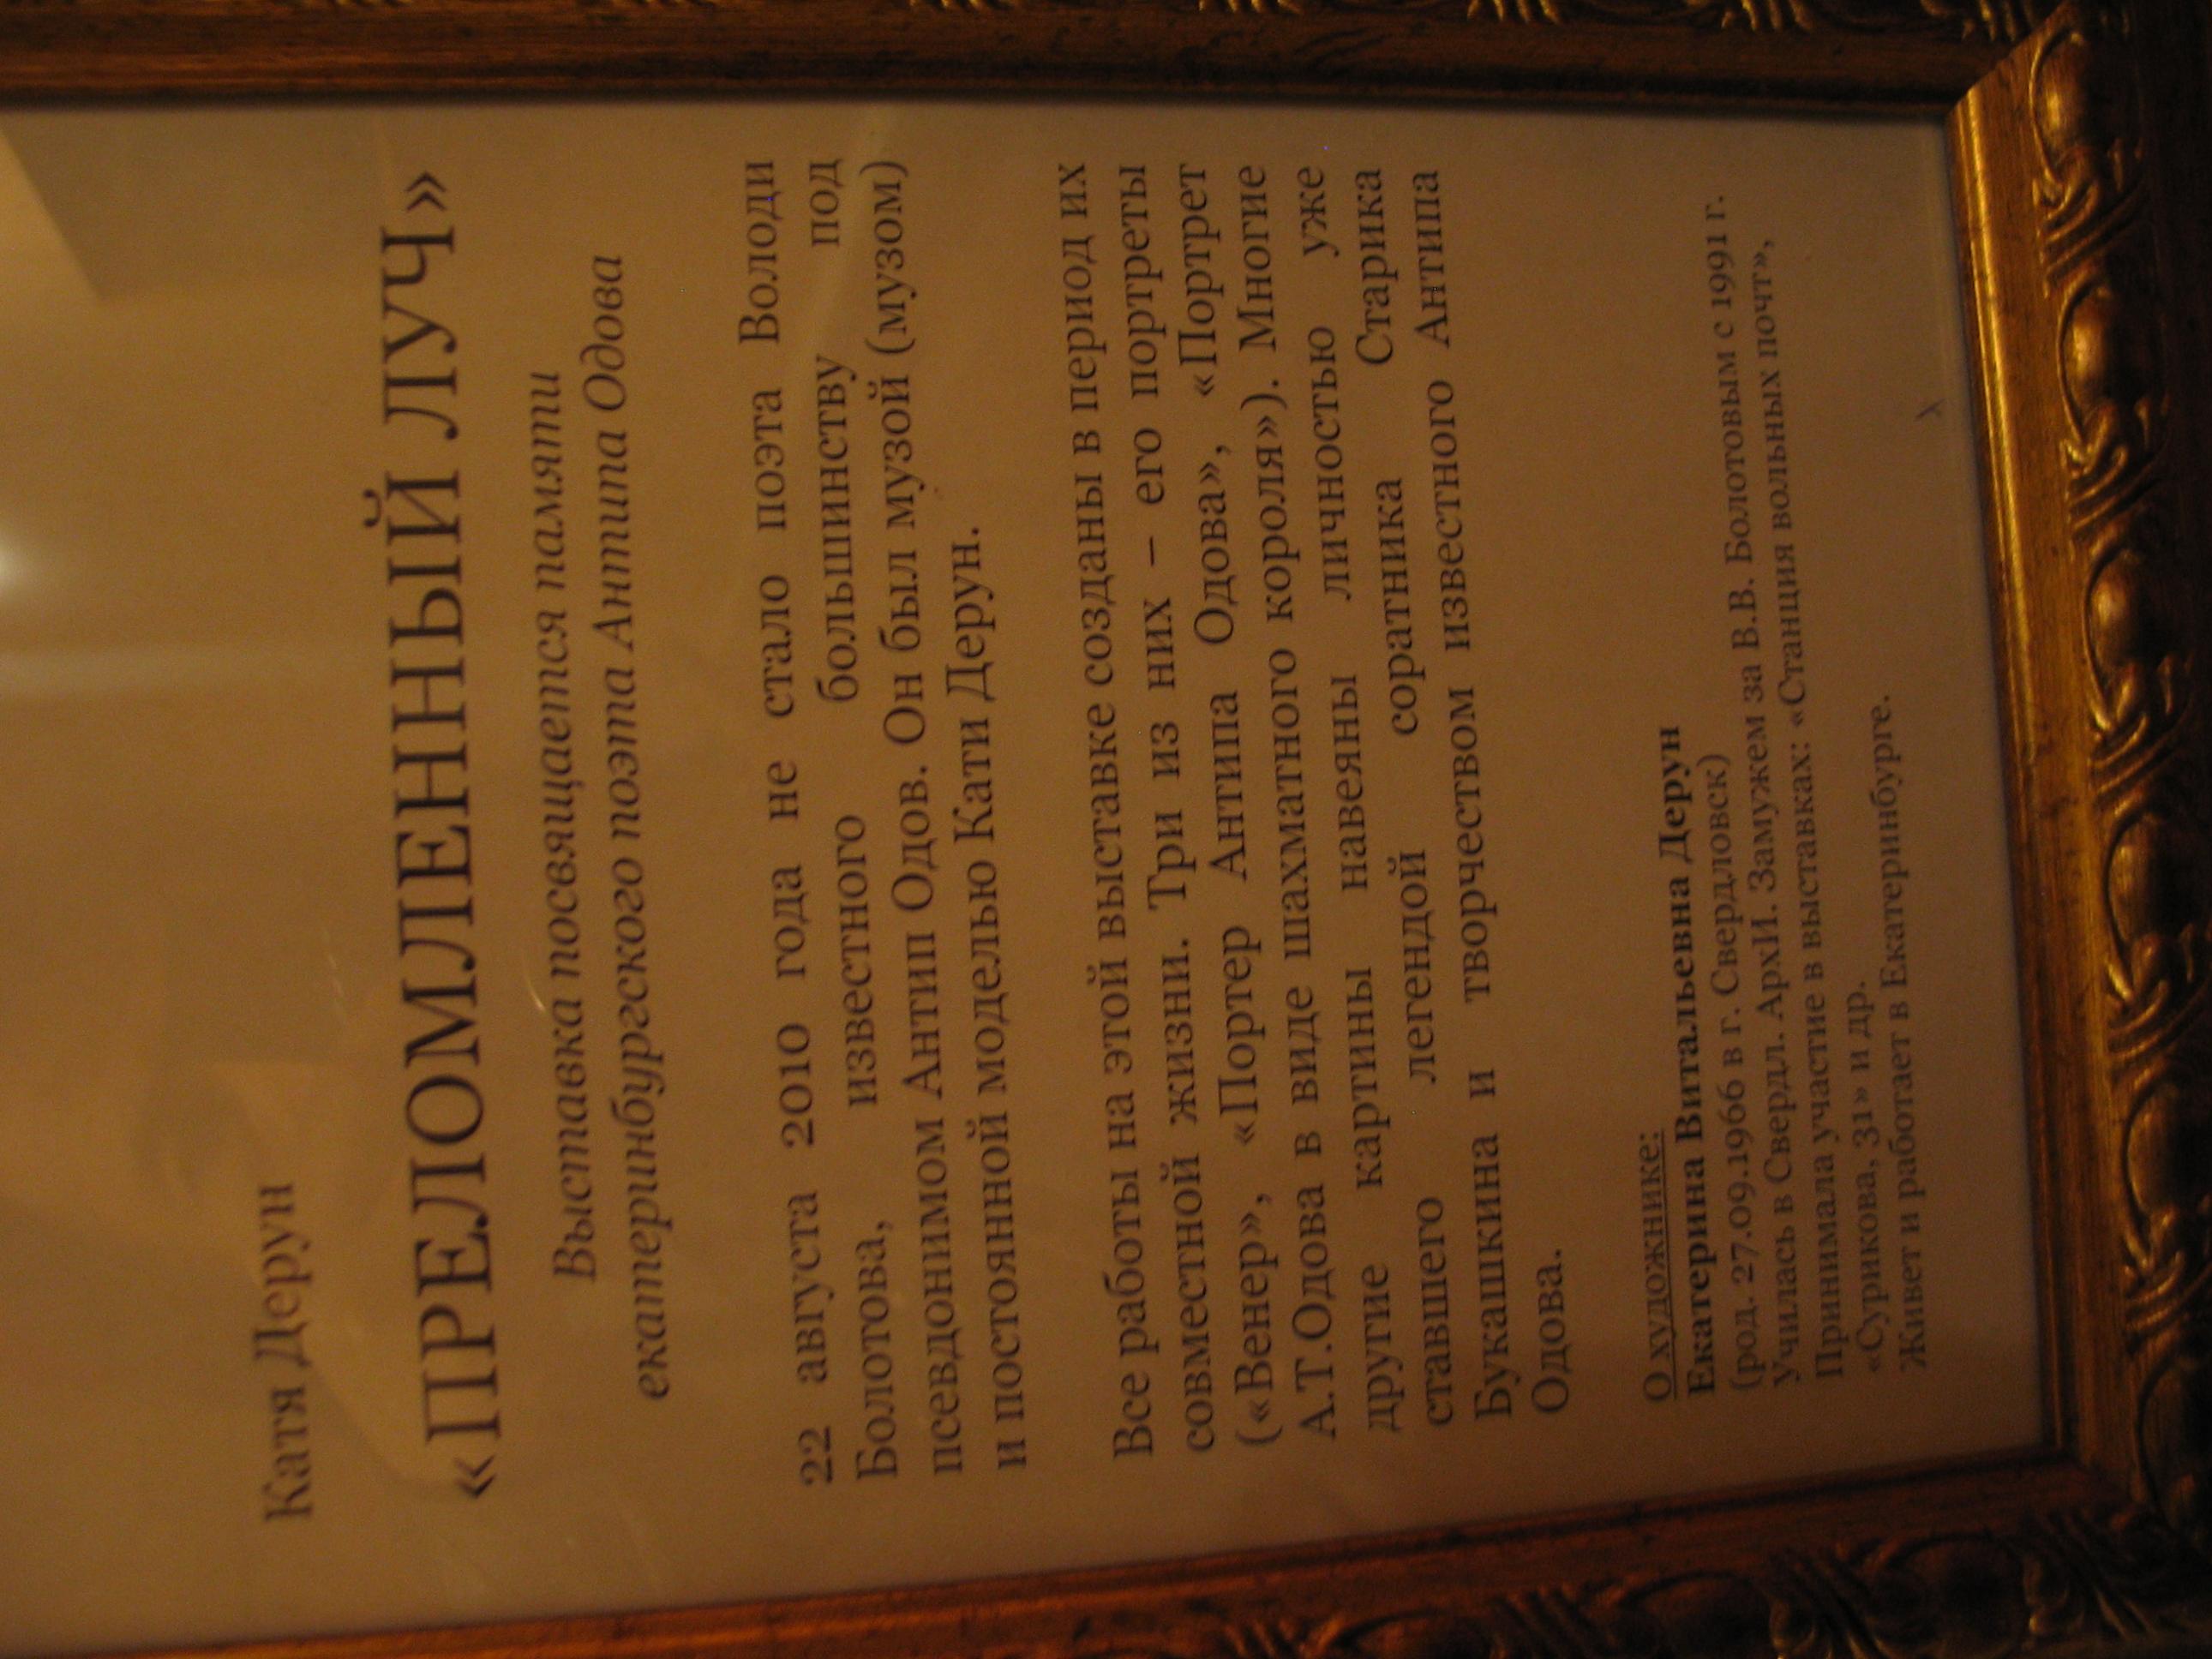 Катя Дерун
«ПРЕЛОМЛЕННЫЙ ЛУЧ»
Выставка посвящается памяти
екатеринбургского поэта Антипа Одова
22 августа 2010 года не стало поэта Володи
Болотова, известного большинству под
псевдонимом Антип Одов. Он был музой (музом)
и постоянной моделью Кати Дерун.
Все работы на этой выставке созданы в период их
совместной жизни. Три из них – его портреты
(«Венер», «Портер Антипа Одова», «Портрет
А.Т.Одова в виде шахматного короля»). Многие
другие картины навеяны личностью уже
ставшего легендой соратника Старика
Букашкина и творчеством известного Антипа
Одова.
О художнике:
Екатерина Витальевна Дерун
(род. 27.09.1966 в г. Свердловск)
Училась в Свердл. АрхИ. Замужем за В.В. Болотовым с 1991 г.
Принимала участие в выставках: «Станция вольных почт»,
«Сурикова, 31» и др.
Живет и работает в Екатеринбурге.